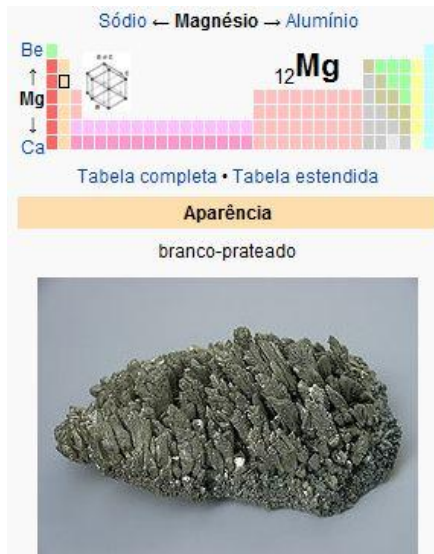 Sódio ← Magnésio → Alumínio
Be
↑
Mg
↓
Ca
12Mg
Tabela completa • Tabela estendida
Aparência
branco-prateado